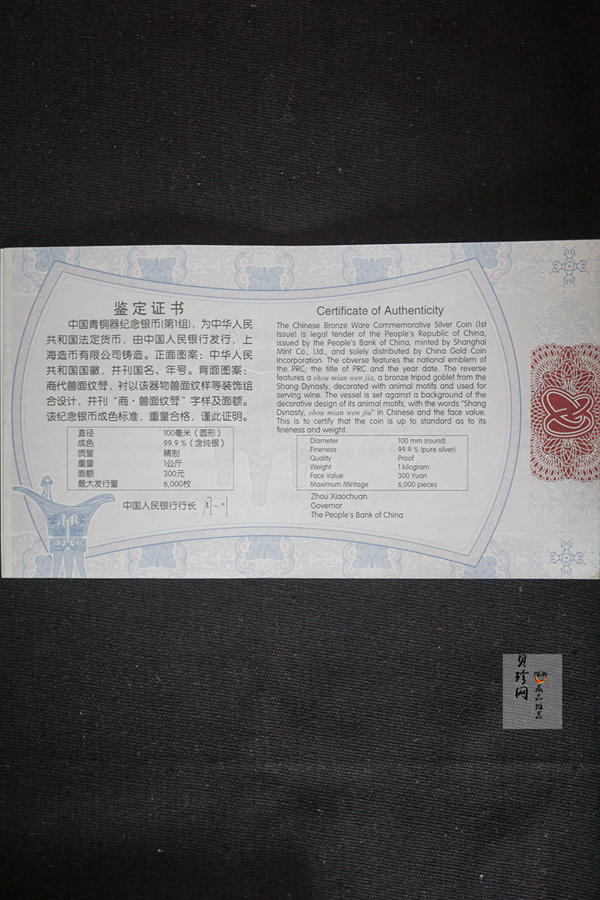 鉴定证书
中国青铜器纪念银币(第1组)，为中华人民
共和国法定货币，由中国人民银行发行，上
海造币有限公司铸造。正面图案：中华人民
共和国国徽，并刊国名、年号。背面图案：
商代兽面纹斝，衬以该器物兽面纹样等装饰组
合设计，并刊“商·兽面纹斝”字样及面额。
该纪念银币成色标准，重量合格，谨此证明。
直径 100毫米（圆形）
成色 99.9％（含纯银）
质量 精制
重量 1公斤
面额 300元
最大发行量 6,000枚
中国人民银行行长
Certificate of Authenticity
The Chinese Bronze Ware Commemorative Silver Coin (1st
Issue) is legal tender of the People's Republic of China,
issued by the People's Bank of China, minted by Shanghai
Mint Co., Ltd., and solely distributed by China Gold Coin
Incorporation. The obverse features the national emblem of
the PRC, the title of PRC and the year date. The reverse
features a shou mian wen jia, a bronze tripod goblet from the
Shang Dynasty, decorated with animal motifs and used for
serving wine. The vessel is set against a background of the
decorative design of its animal motifs, with the words "Shang
Dynasty, shou mian wen jia" in Chinese and the face value.
This is to certify that the coin is up to standard as to its
fineness and weight.
Diameter 100 mm (round)
Fineness 99.9 % (pure silver)
Quality Proof
Weight 1 kilogram
Face Value 300 Yuan
Maximum Mintage 6,000 pieces
Zhou Xiaochuan
Governor
The People's Bank of China
贝珍网
藏品推荐